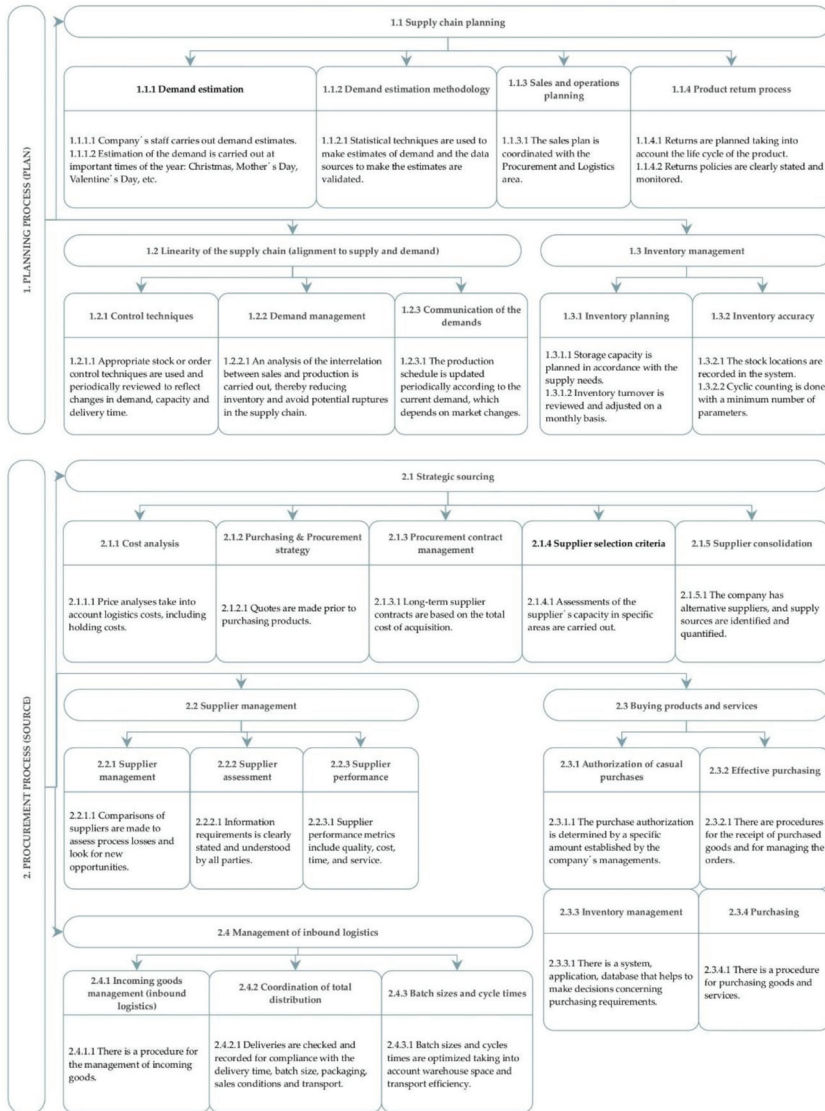 1. PLANNING PROCESS (PLAN)
1.1 Supply chain planning
1.1.1 Demand estimation
1.1.1.1 Company´s staff carries out demand estimates.
1.1.1.2 Estimation of the demand is carried out at
important times of the year: Christmas, Mother´s Day,
Valentine´s Day, etc.
1.1.2 Demand estimation methodology
1.1.2.1 Statistical techniques are used to
make estimates of demand and the data
sources to make the estimates are
validated.
1.1.3 Sales and operations
planning
1.1.3.1 The sales plan is
coordinated with the
Procurement and Logistics
area.
1.1.4 Product return process
1.1.4.1 Returns are planned taking into
account the life cycle of the product.
1.1.4.2 Returns policies are clearly stated and
monitored.
1.2 Linearity of the supply chain (alignment to supply and demand)
1.2.1 Control techniques
1.2.1.1 Appropriate stock or order
control techniques are used and
periodically reviewed to reflect
changes in demand, capacity and
delivery time.
1.2.2 Demand management
1.2.2.1 An analysis of the interrelation
between sales and production is
carried out, thereby reducing
inventory and avoid potential ruptures
in the supply chain.
1.2.3 Communication of the
demands
1.2.3.1 The production
schedule is updated
periodically according to the
current demand, which
depends on market changes.
1.3 Inventory management
1.3.1 Inventory planning
1.3.1.1 Storage capacity is
planned in accordance with the
supply needs.
1.3.1.2 Inventory turnover is
reviewed and adjusted on a
monthly basis.
1.3.2 Inventory accuracy
1.3.2.1 The stock locations are
recorded in the system.
1.3.2.2 Cyclic counting is done
with a minimum number of
parameters.
2. PROCUREMENT PROCESS (SOURCE)
2.1 Strategic sourcing
2.1.1 Cost analysis
2.1.1.1 Price analyses take into
account logistics costs, including
holding costs.
2.1.2 Purchasing & Procurement
strategy
2.1.2.1 Quotes are made prior to
purchasing products.
2.1.3 Procurement contract
management
2.1.3.1 Long-term supplier
contracts are based on the total
cost of acquisition.
2.1.4 Supplier selection criteria
2.1.4.1 Assessments of the
supplier´s capacity in specific
areas are carried out.
2.1.5 Supplier consolidation
2.1.5.1 The company has
alternative suppliers, and supply
sources are identified and
quantified.
2.2 Supplier management
2.2.1 Supplier
management
2.2.1.1 Comparisons of
suppliers are made to
assess process losses and
look for new
opportunities.
2.2.2 Supplier
assessment
2.2.2.1 Information
requirements is clearly
stated and understood
by all parties.
2.2.3 Supplier
performance
2.2.3.1 Supplier
performance metrics
include quality, cost,
time, and service.
2.3 Buying products and services
2.3.1 Authorization of casual
purchases
2.3.1.1 The purchase authorization
is determined by a specific
amount established by the
company´s managements.
2.3.2 Effective purchasing
2.3.2.1 There are procedures
for the receipt of purchased
goods and for managing the
orders.
2.3.3 Inventory management
2.3.3.1 There is a system,
application, database that helps to
make decisions concerning
purchasing requirements.
2.3.4 Purchasing
2.3.4.1 There is a procedure
for purchasing goods and
services.
2.4 Management of inbound logistics
2.4.1 Incoming goods
management (inbound
logistics)
2.4.1.1 There is a procedure for
the management of incoming
goods.
2.4.2 Coordination of total
distribution
2.4.2.1 Deliveries are checked and
recorded for compliance with the
delivery time, batch size, packaging,
sales conditions and transport.
2.4.3 Batch sizes and cycle times
2.4.3.1 Batch sizes and cycles
times are optimized taking into
account warehouse space and
transport efficiency.